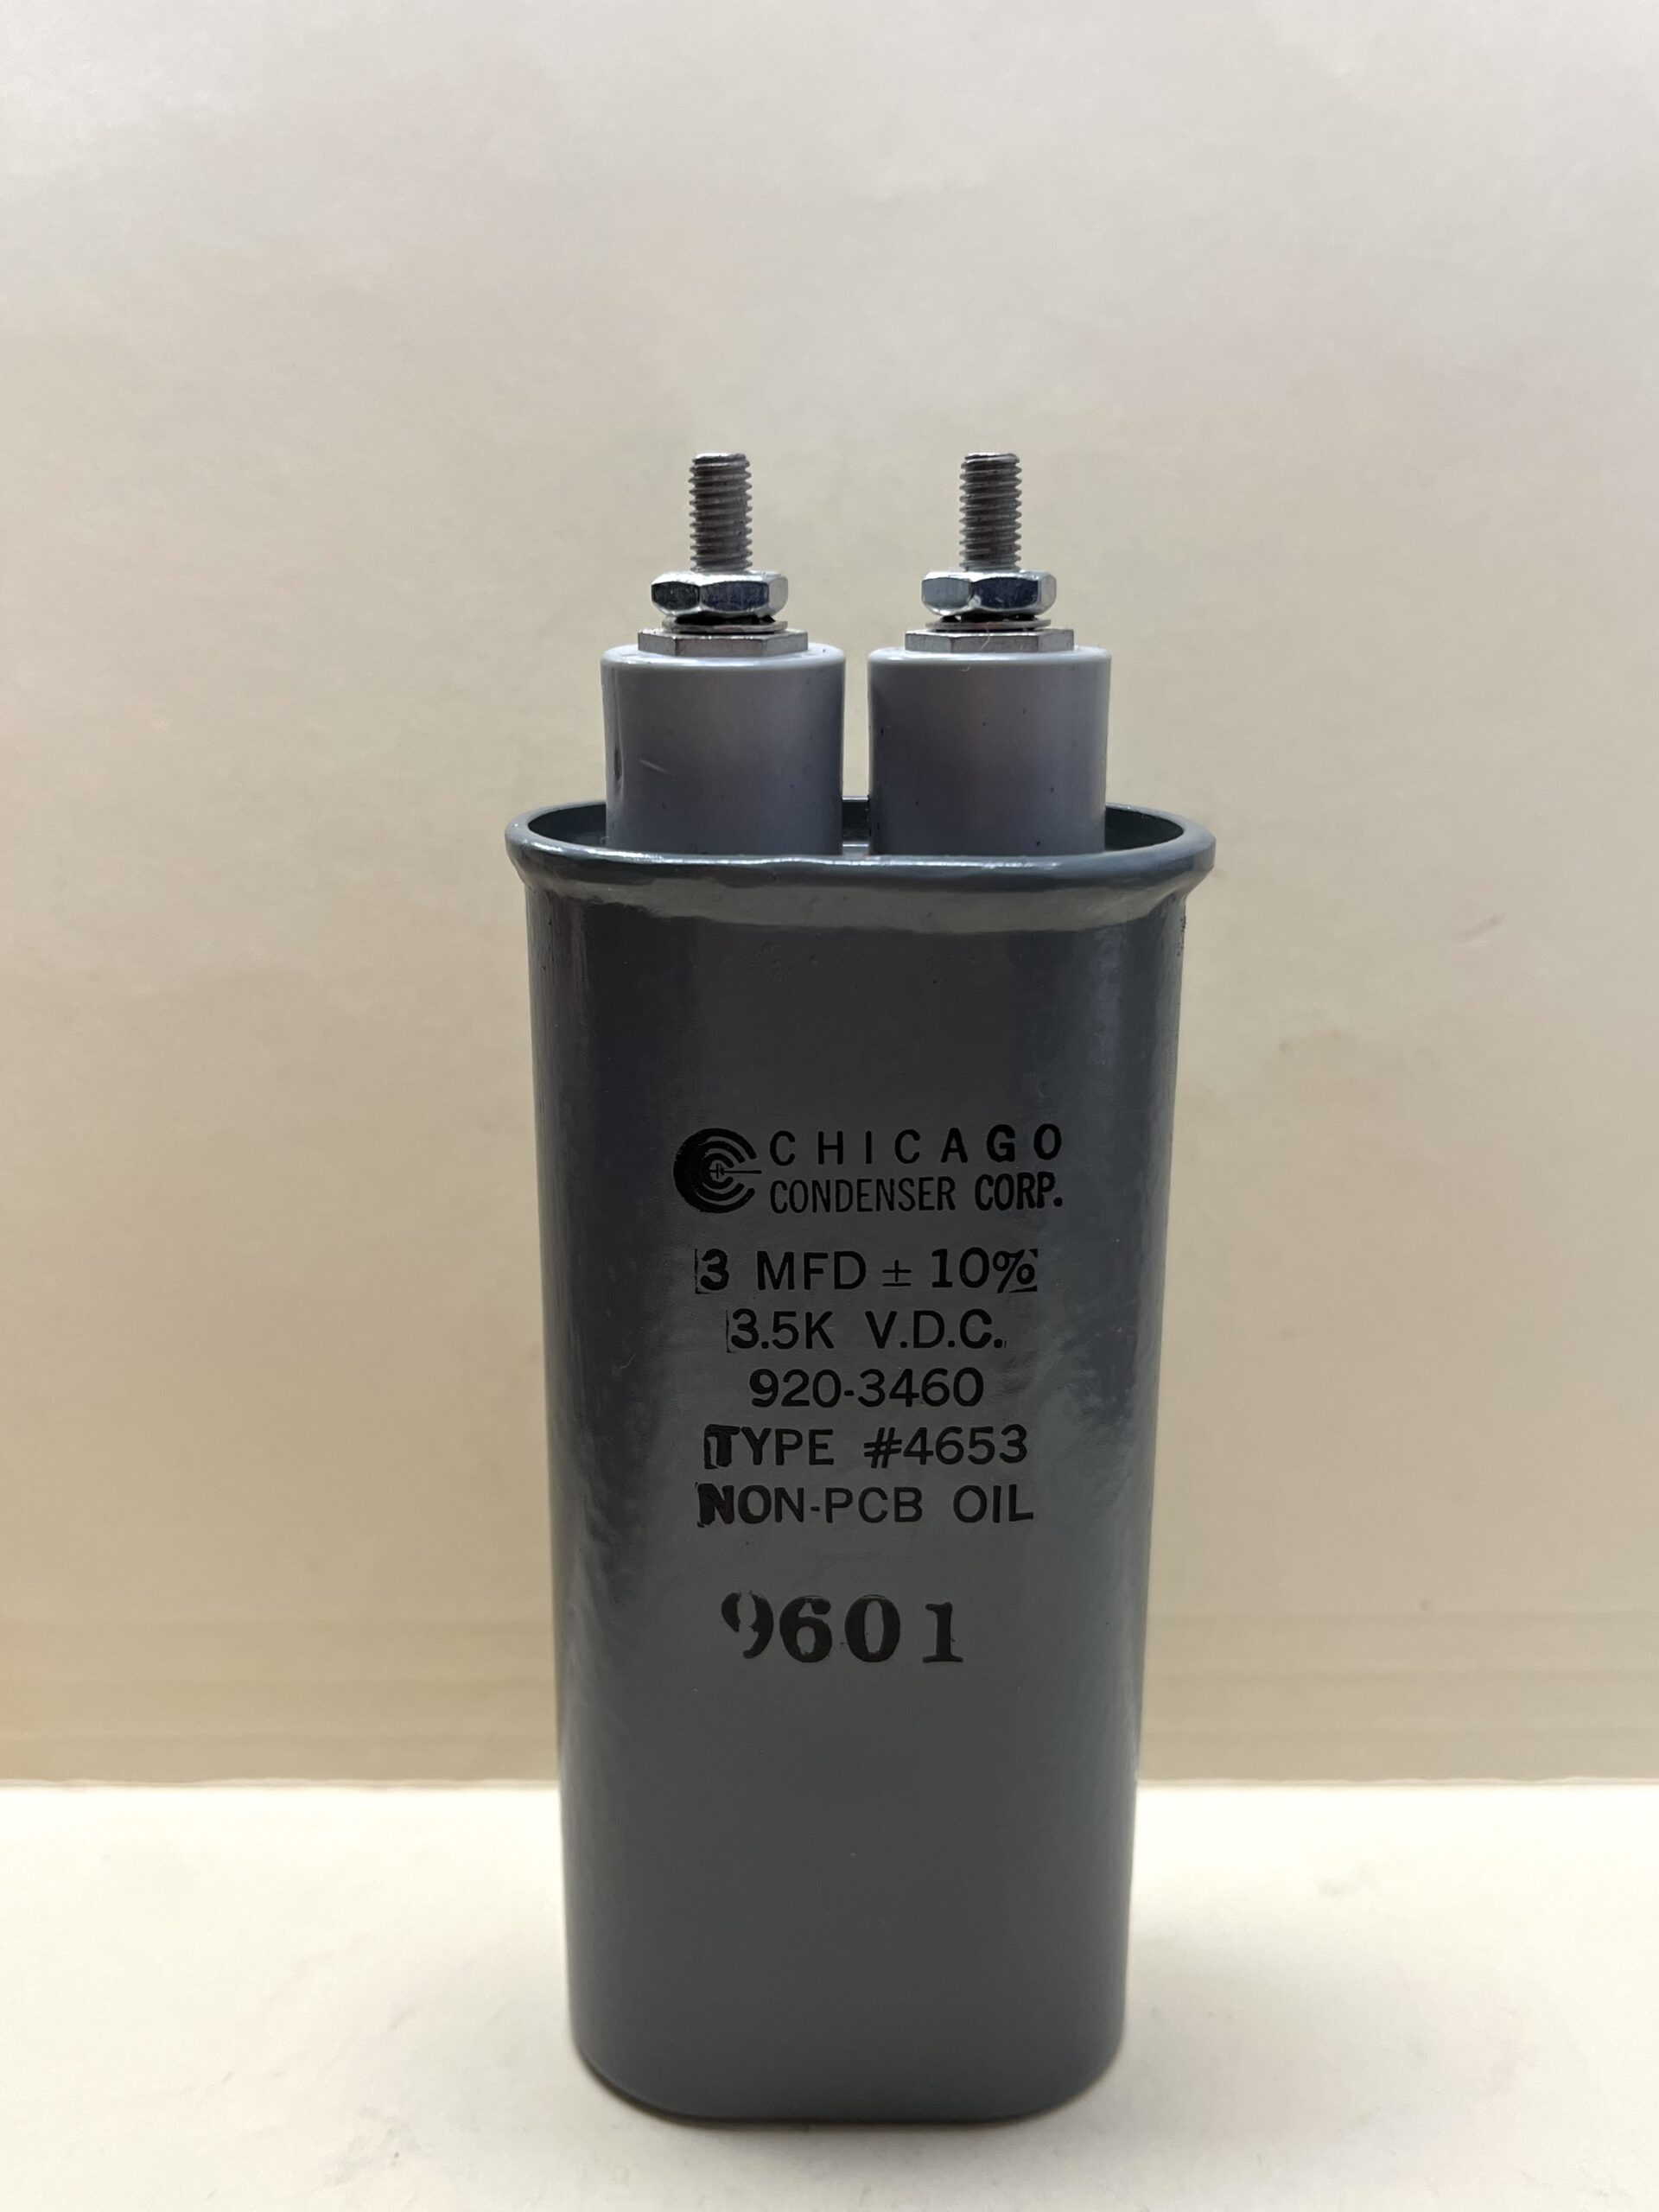 CHICAGO
CONDENSER CORP.
3 MFD ± 10%
3.5K V.D.C.
920-3460
TYPE #4653
NON-PCB OIL
9601